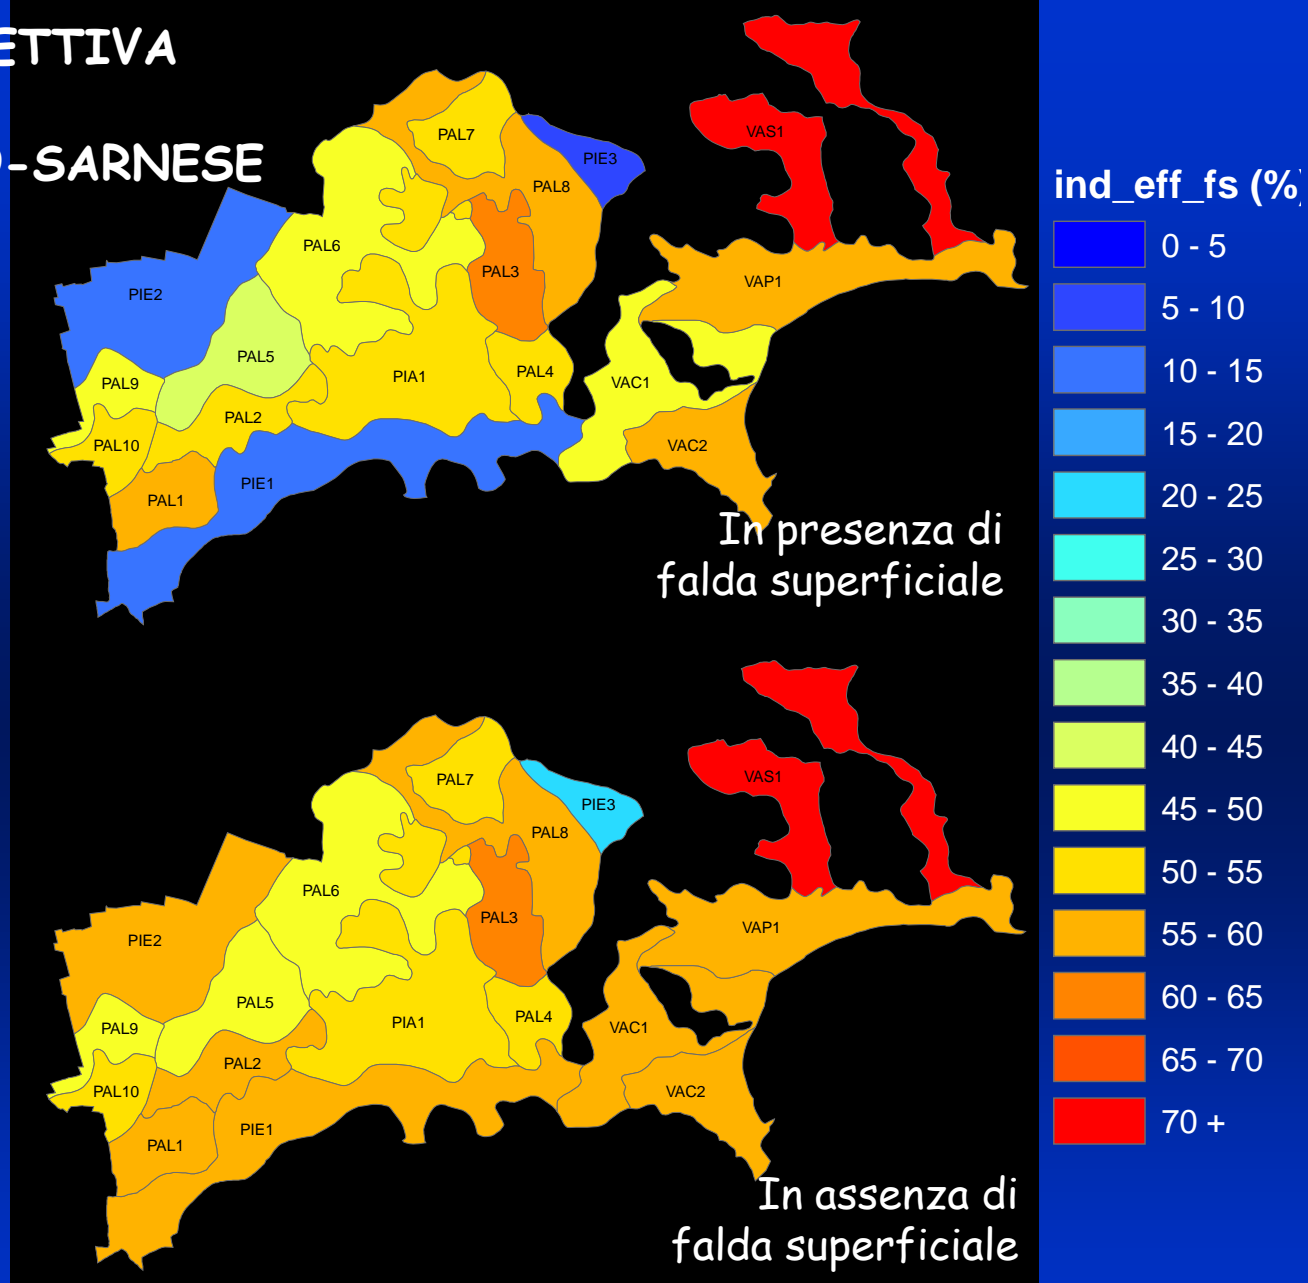 ETTIVA
-SARNESE
PAL7
PIE3
PAL8
VAS1
PAL6
PAL3
VAP1
PIE2
PAL5
PIA1
PAL4
VAC1
PAL9
PAL2
PAL10
VAC2
PIE1
PAL1
In presenza di
falda superficiale
PAL7
PIE3
PAL8
VAS1
PAL6
PAL3
VAP1
PIE2
PAL5
PIA1
PAL4
VAC1
PAL9
PAL2
PAL10
VAC2
PIE1
PAL1
In assenza di
falda superficiale
ind_eff_fs (%)
0 - 5
5 - 10
10 - 15
15 - 20
20 - 25
25 - 30
30 - 35
35 - 40
40 - 45
45 - 50
50 - 55
55 - 60
60 - 65
65 - 70
70 +